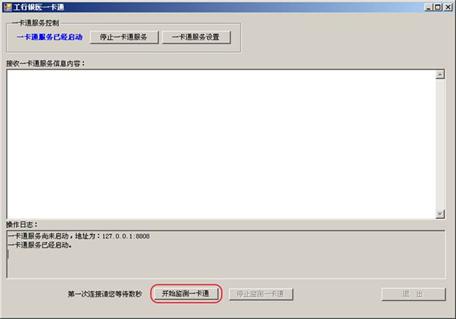 工行银医一卡通
一卡通服务控制
一卡通服务已经启动 停止一卡通服务 一卡通服务设置
接收一卡通服务信息内容：
操作日志：
一卡通服务尚未启动，地址为：127.0.0.1:8808
一卡通服务已经启动。
第一次连接请您等待数秒 开始监测一卡通 停止监测一卡通 退 出